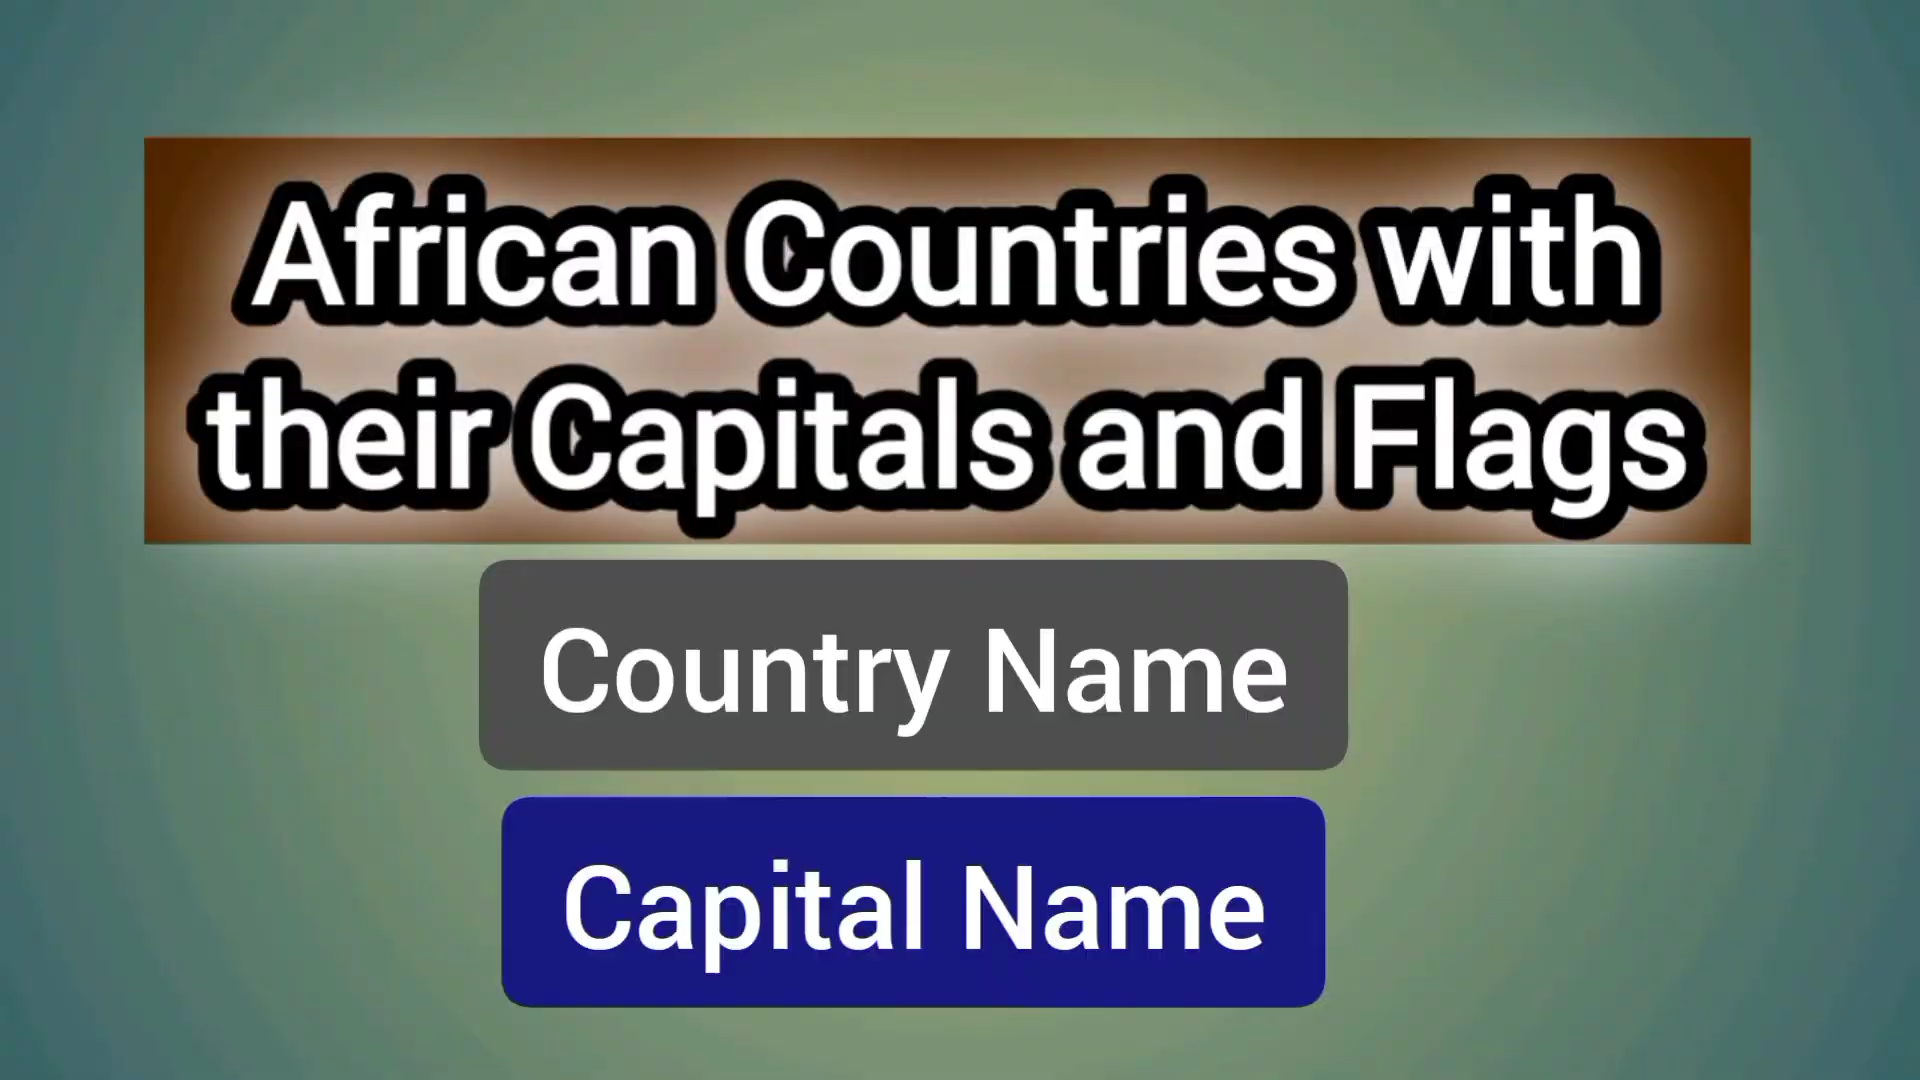 African Countries with
their Capitals and Flags
Country Name
Capital Name